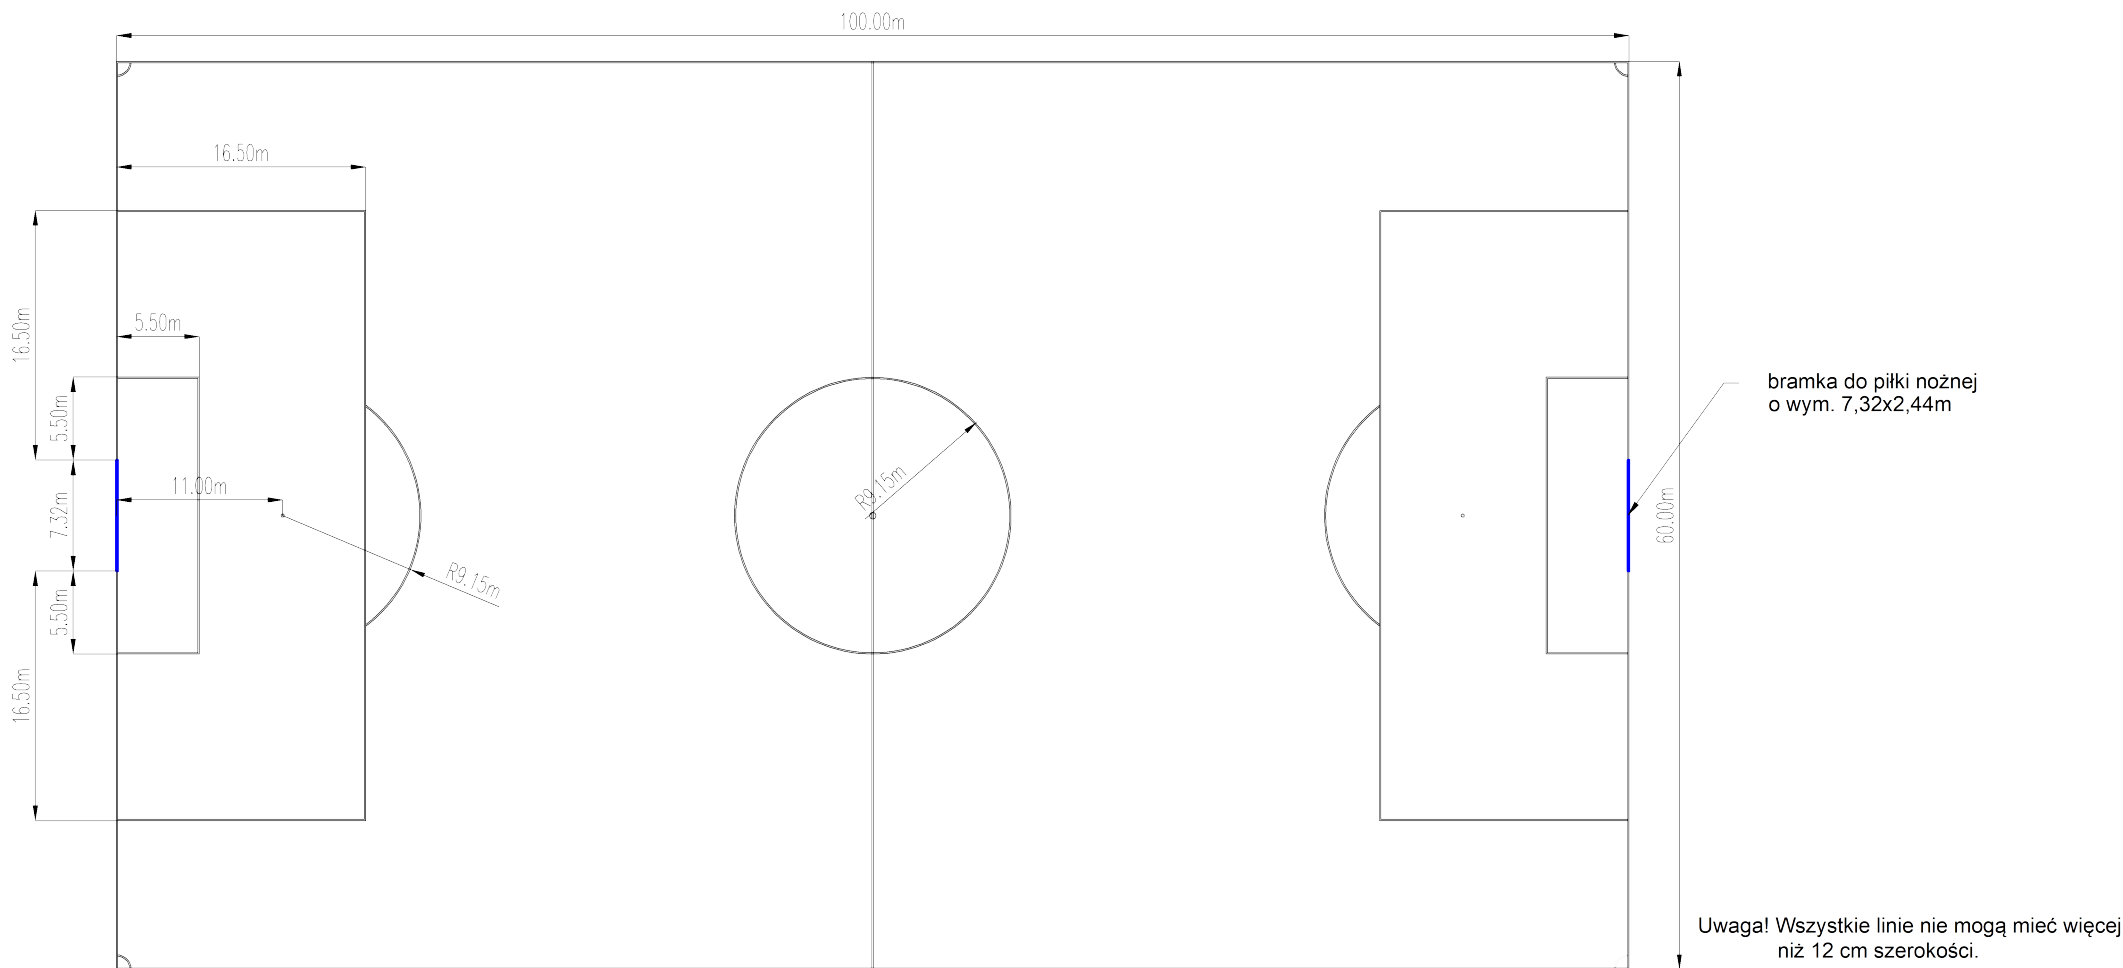 100.00m
16.50m
16.50m
5.50m
5.50m
bramka do piłki nożnej
o wym. 7,32x2,44m
11.00m
R9.15m
7.32m
60.00m
R9.15m
5.50m
16.50m
Uwaga! Wszystkie linie nie mogą mieć więcej
niż 12 cm szerokości.